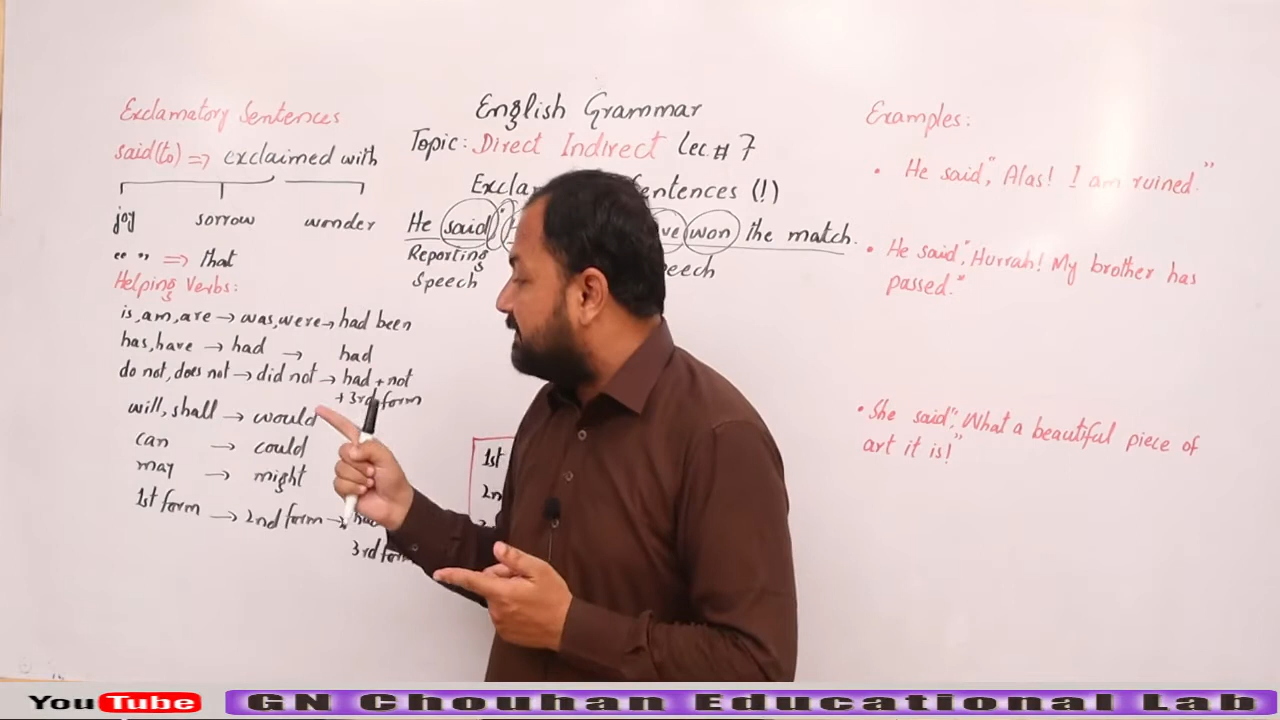 English Grammar
Topic: Direct Indirect Lec # 7
Sentences (!)
He said, won the match.
Reporting
Speech
Exclamatory Sentences
said(to) => exclaimed with
joy sorrow wonder
“ ” => that
Helping Verbs:
is, am, are → was, were → had been
has, have → had → had
do not, does not → did not → had + not
+ 3rd form
will, shall → would
can → could
may → might
1st form → 2nd form →
3rd form
1st
Examples:
• He said, “Alas! I am ruined.”
• He said, “Hurrah! My brother has
passed.”
• She said, “What a beautiful piece of
art it is!”
YouTube
GN Chouhan Educational Lab